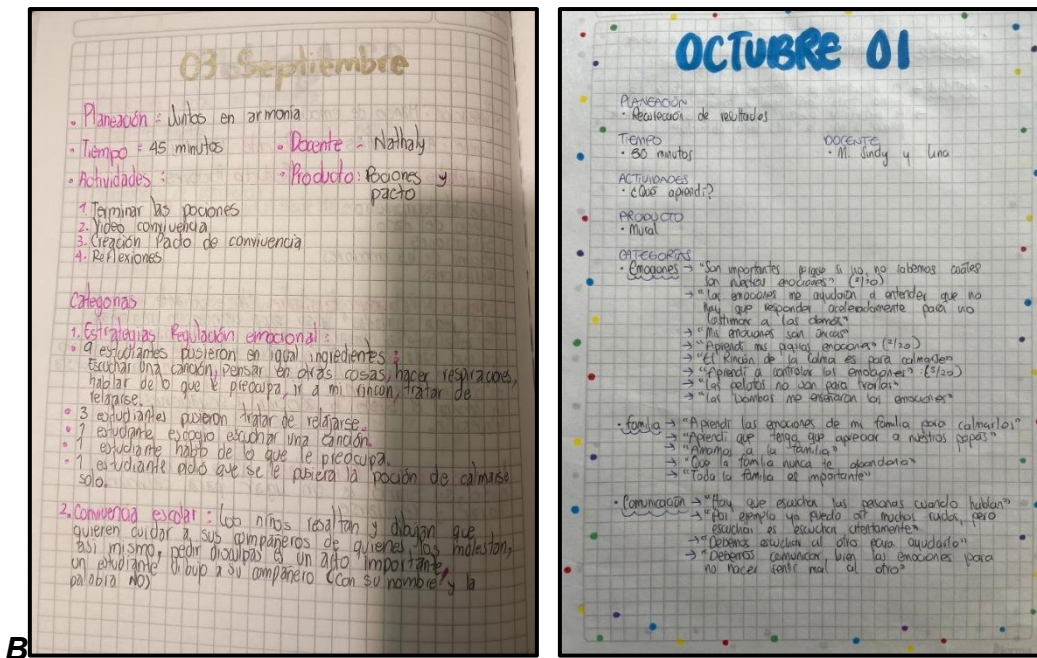 03 Septiembre
• Planeación : Juntos en armonía
• Tiempo : 45 minutos • Docente : Nathaly
• Actividades : • Producto: Pociones y
pacto
1. Terminar las pociones
2. Video convivencia
3. Creación Pacto de convivencia
4. Reflexiones
Categorias
1. Estrategias Regulación emocional :
• 9 estudiantes pusieron en igual ingredientes :
Escuchar una canción, pensar en otras cosas, hacer respiraciones,
hablar de lo que le preocupa, ir a mi rincon, tratar de
relajarse.
• 3 estudiantes pusieron tratar de relajarse.
• 1 estudiante escogio escuchar una canción.
• 1 estudiante habló de lo que le preocupa.
• 1 estudiante pidió que se le pusiera la poción de calmarse
solo.
2. Convivencia escolar : Los niños resaltan y dibujan que
quieren cuidar a sus compañeros de quienes los molestan,
así mismo, pedir disculpas es un acto importante,
un estudiante dibujo a su compañero (con su nombre y la
palabra NO)
B
OCTUBRE 01
PLANEACIÓN
• Recolección de resultados
TIEMPO DOCENTE
• 30 minutos • M. Sindy y Luna
ACTIVIDADES
• ¿Qué aprendí?
PRODUCTO
• Mural
CATEGORÍAS
• Emociones → "Son importantes porque si no, no sabemos cuáles
son nuestras emociones" (2/20)
→ "Las emociones me ayudaron a entender que no
hay que responder aceleradamente para no
lastimar a los demás"
→ "Mis emociones son únicas"
→ "Aprendí mis propias emociones" (2/20)
→ "El Rincón de la Calma es para calmarse"
→ "Aprendí a controlar las emociones" : (5/20)
→ "Las pelotas no son para tirarlas"
→ "Las bombas me enseñaron las emociones"
• Familia → "Aprendí las emociones de mi familia para calmarlos"
→ "Aprendí que tengo que apreciar a nuestros papás"
→ "Amamos a la familia"
→ "Que la familia nunca te abandona"
→ "Toda la familia es importante"
• Comunicación → "Hay que escuchar las personas cuando hablan"
→ "Por ejemplo yo puedo oír muchos ruidos, pero
escuchar es escuchar atentamente"
→ "Debemos escuchar al otro para ayudarlo"
→ "Debemos comunicar bien las emociones para
no hacer sentir mal al otro"